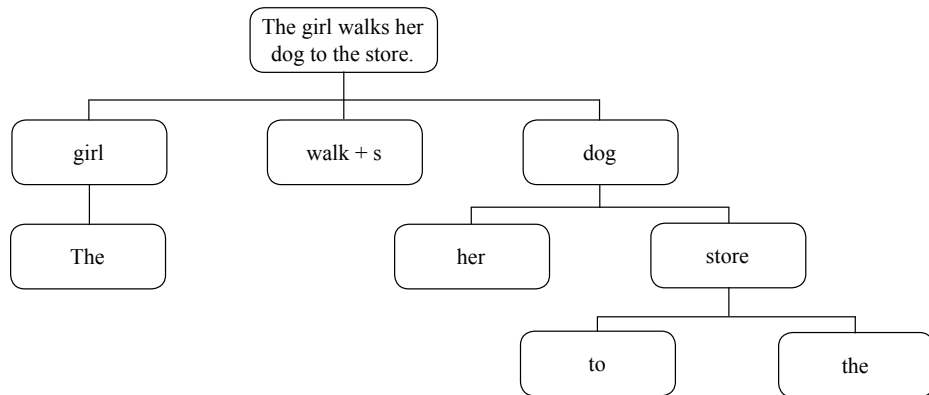 The girl walks her
dog to the store.
girl
walk + s
dog
The
her
store
to
the